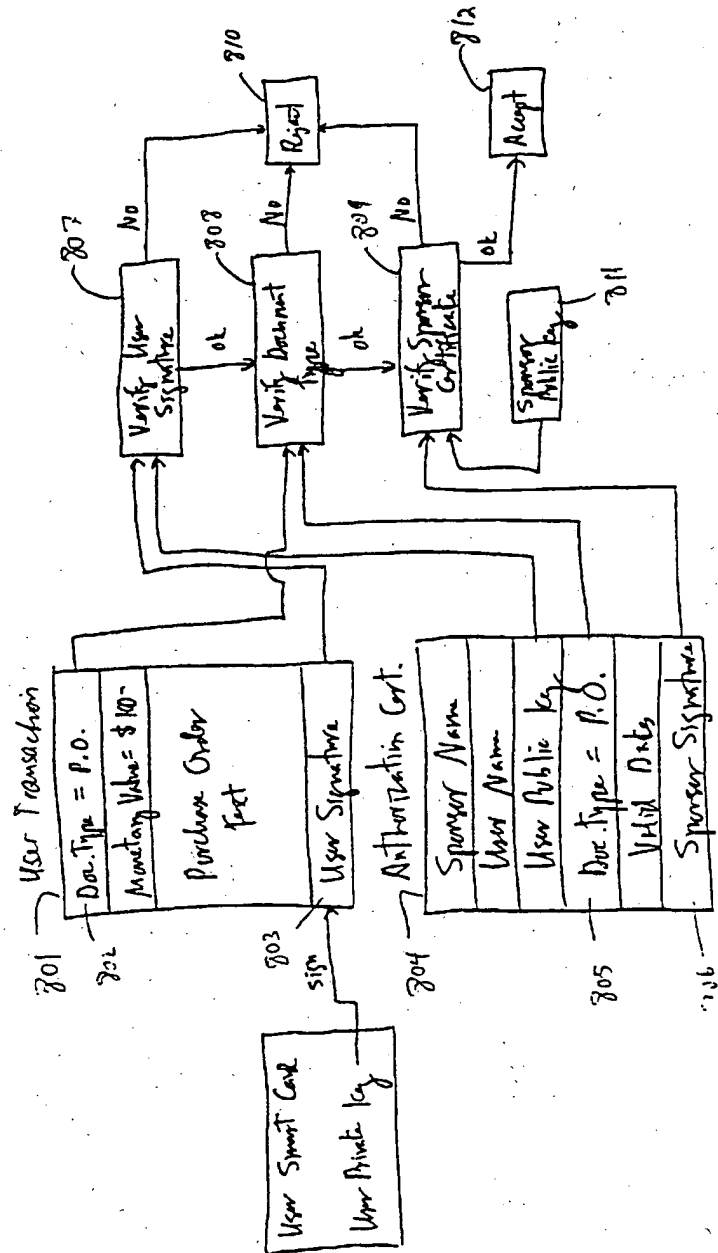 801
User Transaction
802
Doc. Type = P.O.
Monetary Value = $100-
Purchase Order
Text
803
User Signature
sign
User Smart Card
User Private Key
804
Authorization Cert.
Sponsor Name
User Name
User Public Key
805
Doc. Type = P.O.
Valid Dates
Sponsor Signature
807
Verify User
Signature
No
ok
808
Verify Document
Type
No
ok
809
Verify Sponsor
Certificate
No
ok
810
Reject
Sponsor
Public Key
811
812
Accept